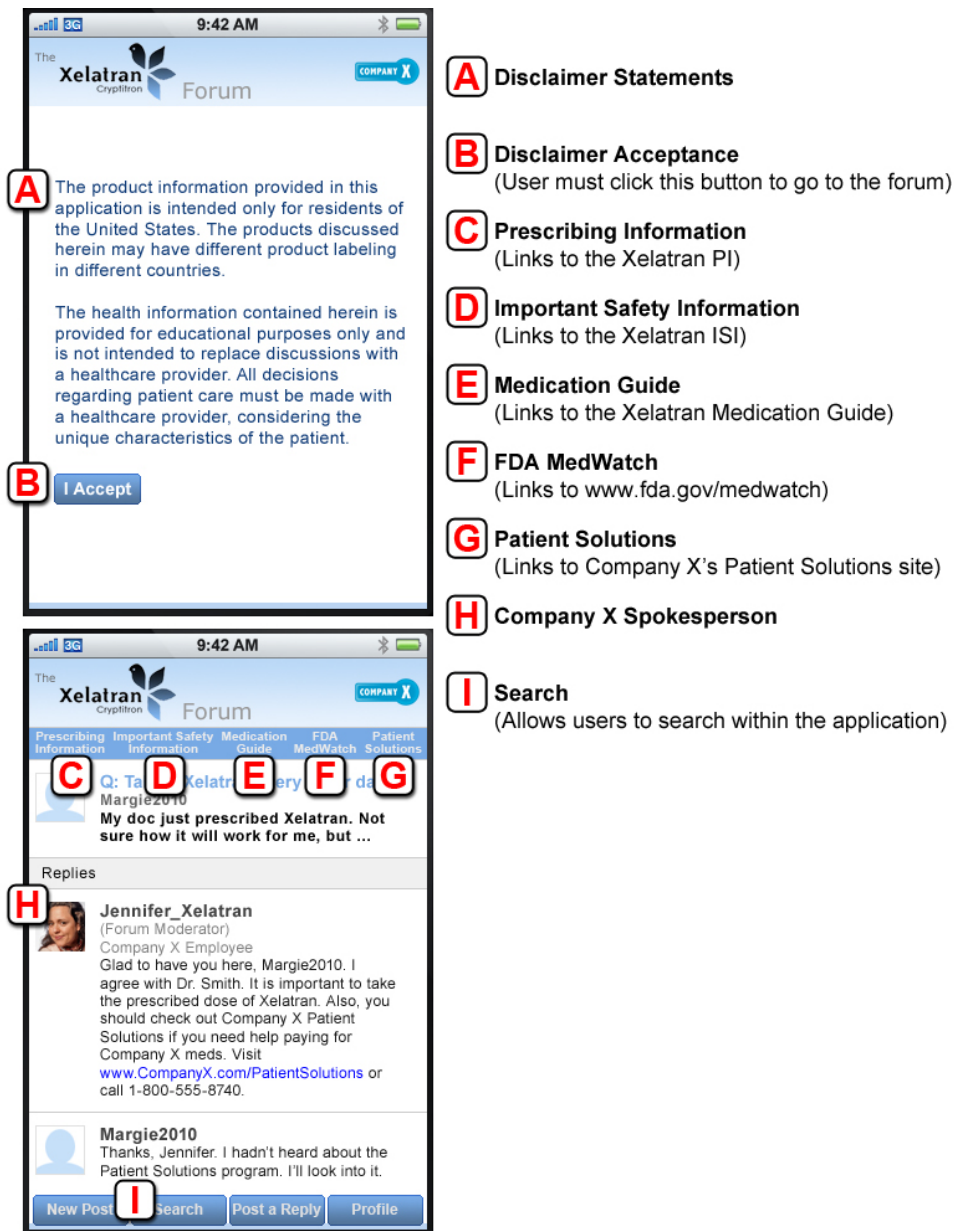 3G 9:42 AM
The
Xelatran
Cryptitron
Forum
COMPANY X
A
The product information provided in this
application is intended only for residents of
the United States. The products discussed
herein may have different product labeling
in different countries.
The health information contained herein is
provided for educational purposes only and
is not intended to replace discussions with
a healthcare provider. All decisions
regarding patient care must be made with
a healthcare provider, considering the
unique characteristics of the patient.
B
I Accept
3G 9:42 AM
The
Xelatran
Cryptitron
Forum
COMPANY X
Prescribing Information
Important Safety Information
Medication Guide
FDA MedWatch
Patient Solutions
C D E F G
Q:
Margie2010
My doc just prescribed Xelatran. Not
sure how it will work for me, but ...
Replies
H
Jennifer_Xelatran
(Forum Moderator)
Company X Employee
Glad to have you here, Margie2010. I
agree with Dr. Smith. It is important to take
the prescribed dose of Xelatran. Also, you
should check out Company X Patient
Solutions if you need help paying for
Company X meds. Visit
www.CompanyX.com/PatientSolutions or
call 1-800-555-8740.
Margie2010
Thanks, Jennifer. I hadn't heard about the
Patient Solutions program. I'll look into it.
I
New Post Search Post a Reply Profile
A Disclaimer Statements
B Disclaimer Acceptance
(User must click this button to go to the forum)
C Prescribing Information
(Links to the Xelatran PI)
D Important Safety Information
(Links to the Xelatran ISI)
E Medication Guide
(Links to the Xelatran Medication Guide)
F FDA MedWatch
(Links to www.fda.gov/medwatch)
G Patient Solutions
(Links to Company X's Patient Solutions site)
H Company X Spokesperson
I Search
(Allows users to search within the application)